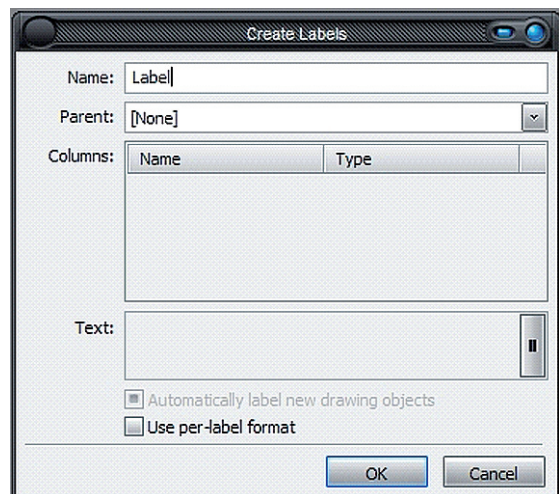 Create Labels
Name: Label
Parent: [None]
Columns: Name Type
Text:
Automatically label new drawing objects
Use per-label format
OK Cancel